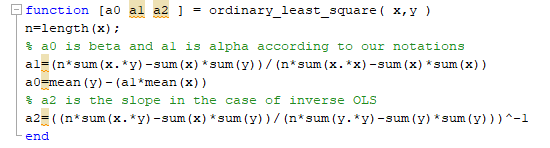 function [a0 a1 a2 ] = ordinary_least_square( x,y )
n=length(x);
% a0 is beta and a1 is alpha according to our notations
a1=(n*sum(x.*y)-sum(x)*sum(y))/(n*sum(x.*x)-sum(x)*sum(x))
a0=mean(y)-(a1*mean(x))
% a2 is the slope in the case of inverse OLS
a2=((n*sum(x.*y)-sum(x)*sum(y))/(n*sum(y.*y)-sum(y)*sum(y)))^-1
end